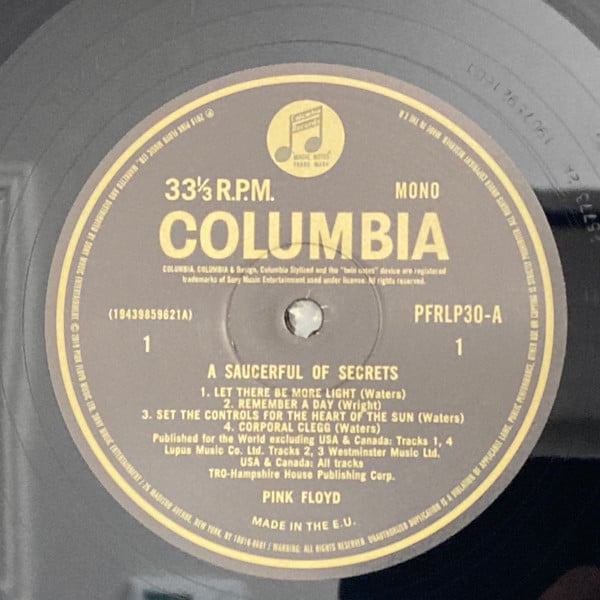 Columbia
Records
MAGIC NOTES
TRADE MARK
33⅓ R.P.M.
MONO
COLUMBIA
COLUMBIA, COLUMBIA & Design, Columbia Stylized and the "twin notes" device are registered
trademarks of Sony Music Entertainment used under license. All rights reserved.
(19439859621A)
PFRLP30-A
1
1
A SAUCERFUL OF SECRETS
1. LET THERE BE MORE LIGHT (Waters)
2. REMEMBER A DAY (Wright)
3. SET THE CONTROLS FOR THE HEART OF THE SUN (Waters)
4. CORPORAL CLEGG (Waters)
Published for the World excluding USA & Canada: Tracks 1, 4
Lupus Music Co. Ltd. Tracks 2, 3 Westminster Music Ltd.
USA & Canada: All tracks
TRO-Hampshire House Publishing Corp.
PINK FLOYD
MADE IN THE E.U.